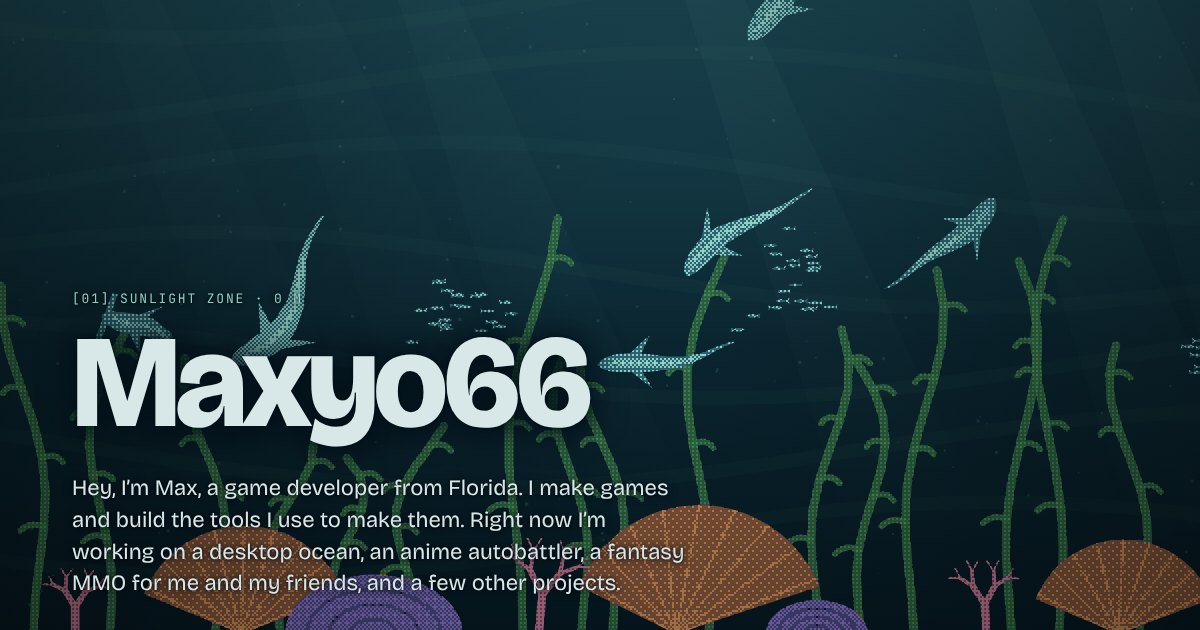 [01] SUNLIGHT ZONE · 0
Maxyo66
Hey, I’m Max, a game developer from Florida. I make games
and build the tools I use to make them. Right now I’m
working on a desktop ocean, an anime autobattler, a fantasy
MMO for me and my friends, and a few other projects.